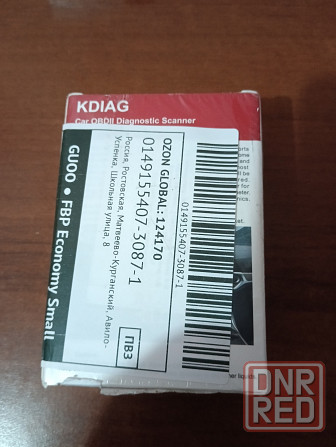 KDIAG
Car OBDII Diagnostic Scanner
GUOO • FBP Economy Small
OZON GLOBAL: 124170
0149155407-3087-1
Россия, Ростовская, Матвеево-Курганский, Авило-
Успенка, Школьная улица, 8
ПВЗ
0149155407-3087-1
DNR
RED